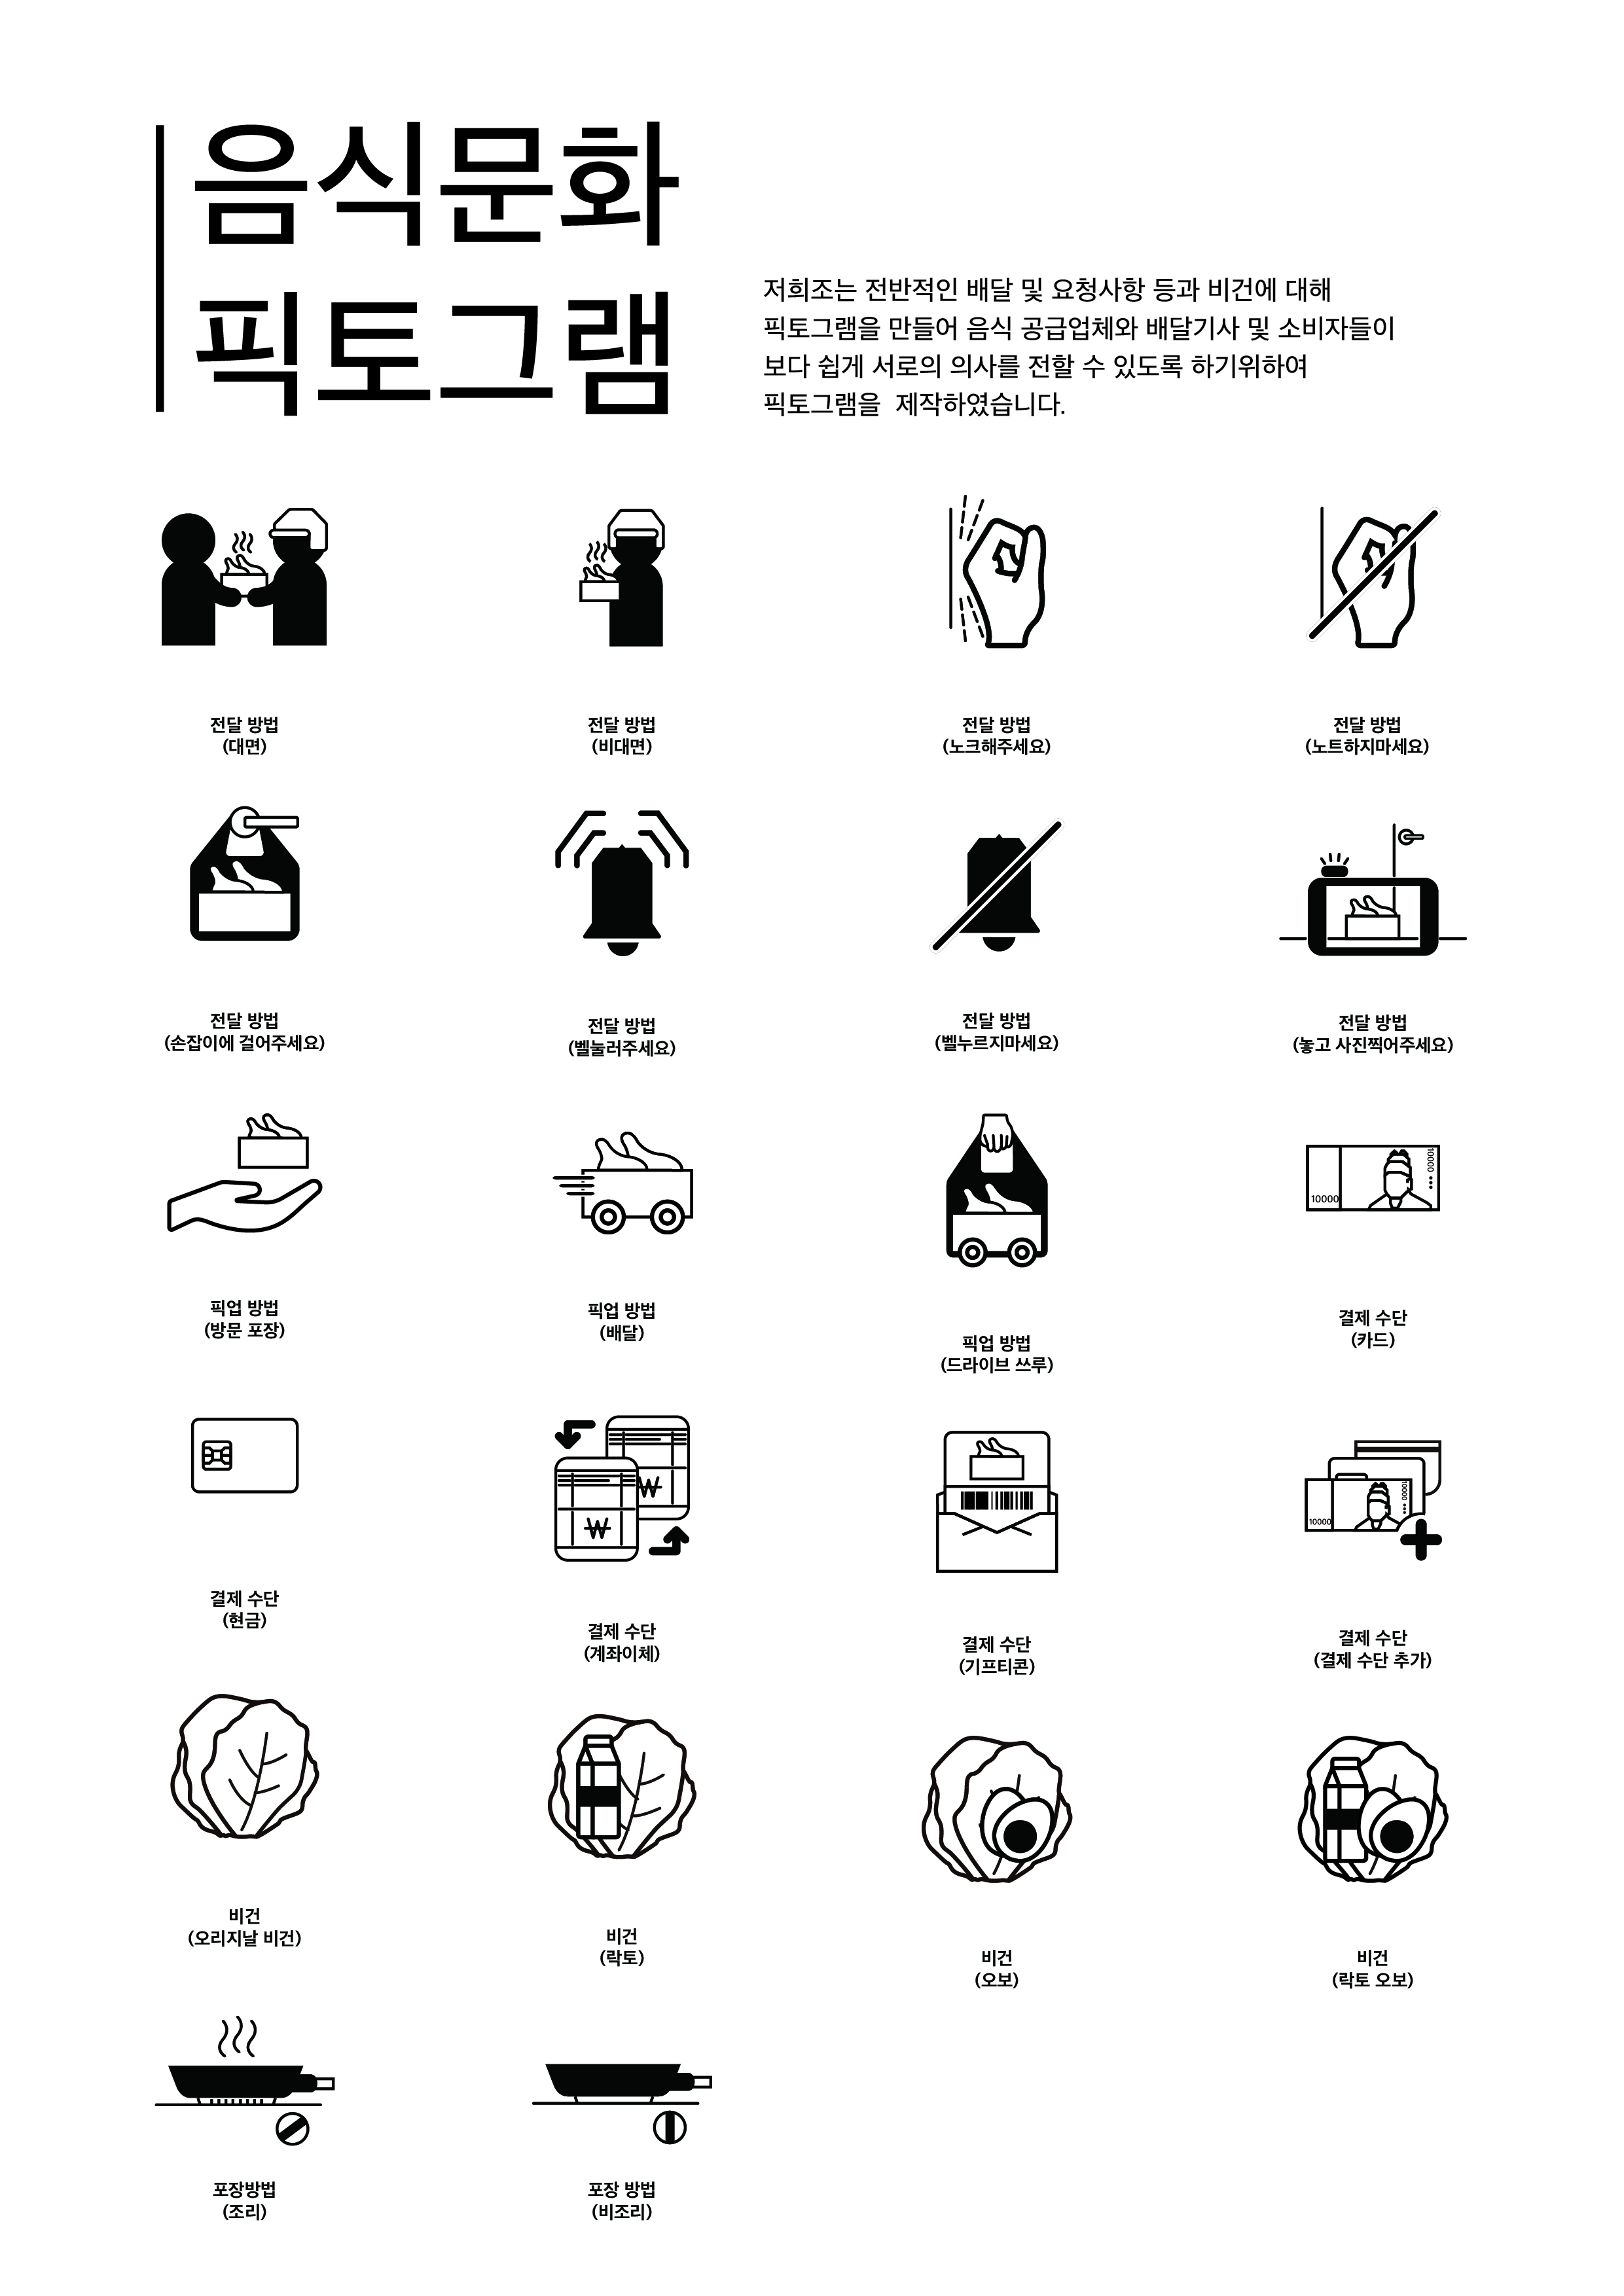 음식문화
픽토그램
저희조는 전반적인 배달 및 요청사항 등과 비건에 대해
픽토그램을 만들어 음식 공급업체와 배달기사 및 소비자들이
보다 쉽게 서로의 의사를 전할 수 있도록 하기위하여
픽토그램을 제작하였습니다.
전달 방법
(대면)
전달 방법
(비대면)
전달 방법
(노크해주세요)
전달 방법
(노트하지마세요)
전달 방법
(손잡이에 걸어주세요)
전달 방법
(벨눌러주세요)
전달 방법
(벨누르지마세요)
전달 방법
(놓고 사진찍어주세요)
픽업 방법
(방문 포장)
픽업 방법
(배달)
픽업 방법
(드라이브 쓰루)
10000
10000
결제 수단
(카드)
결제 수단
(현금)
₩
₩
결제 수단
(계좌이체)
결제 수단
(기프티콘)
10000
10000
결제 수단
(결제 수단 추가)
비건
(오리지날 비건)
비건
(락토)
비건
(오보)
비건
(락토 오보)
포장방법
(조리)
포장 방법
(비조리)